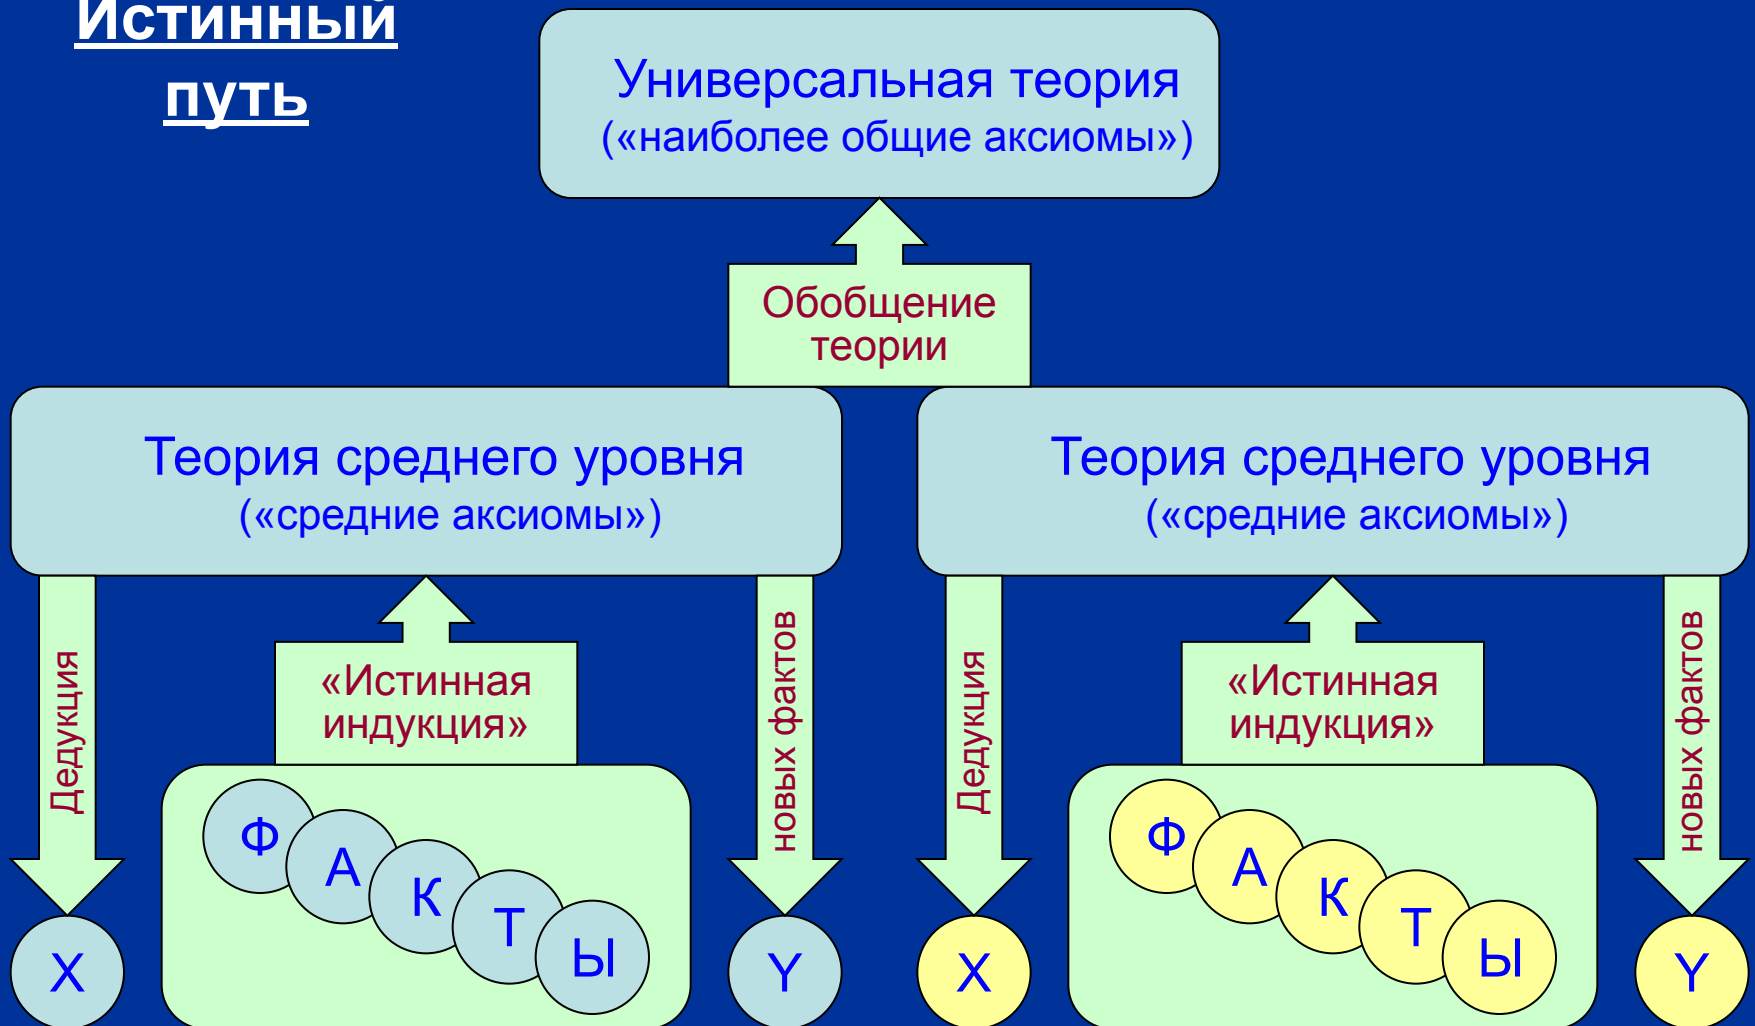 Истинный
путь
Универсальная теория
(«наиболее общие аксиомы»)
Обобщение
теории
Теория среднего уровня
(«средние аксиомы»)
Теория среднего уровня
(«средние аксиомы»)
Дедукция
«Истинная
индукция»
новых фактов
Дедукция
«Истинная
индукция»
новых фактов
X
Ф А К Т Ы
Y
X
Ф А К Т Ы
Y